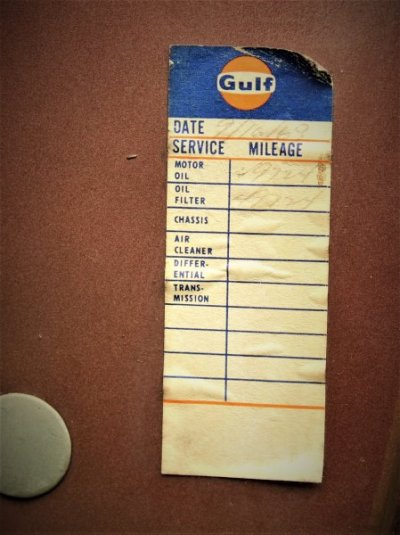 Gulf
DATE
SERVICE MILEAGE
MOTOR
OIL
OIL
FILTER
CHASSIS
AIR
CLEANER
DIFFER-
ENTIAL
TRANS-
MISSION